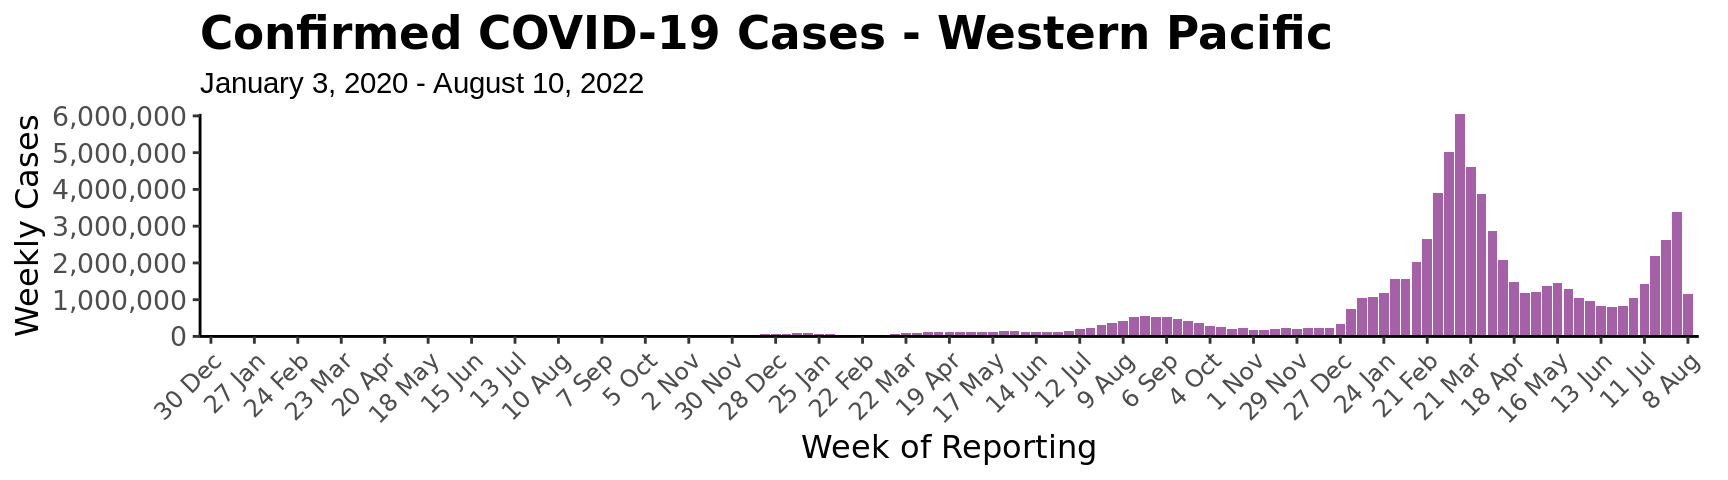 Confirmed COVID-19 Cases - Western Pacific
January 3, 2020 - August 10, 2022
Weekly Cases
6,000,000
5,000,000
4,000,000
3,000,000
2,000,000
1,000,000
0
30 Dec
27 Jan
24 Feb
23 Mar
20 Apr
18 May
15 Jun
13 Jul
10 Aug
7 Sep
5 Oct
2 Nov
30 Nov
28 Dec
25 Jan
22 Feb
22 Mar
19 Apr
17 May
14 Jun
12 Jul
9 Aug
6 Sep
4 Oct
1 Nov
29 Nov
27 Dec
24 Jan
21 Feb
21 Mar
18 Apr
16 May
13 Jun
11 Jul
8 Aug
Week of Reporting